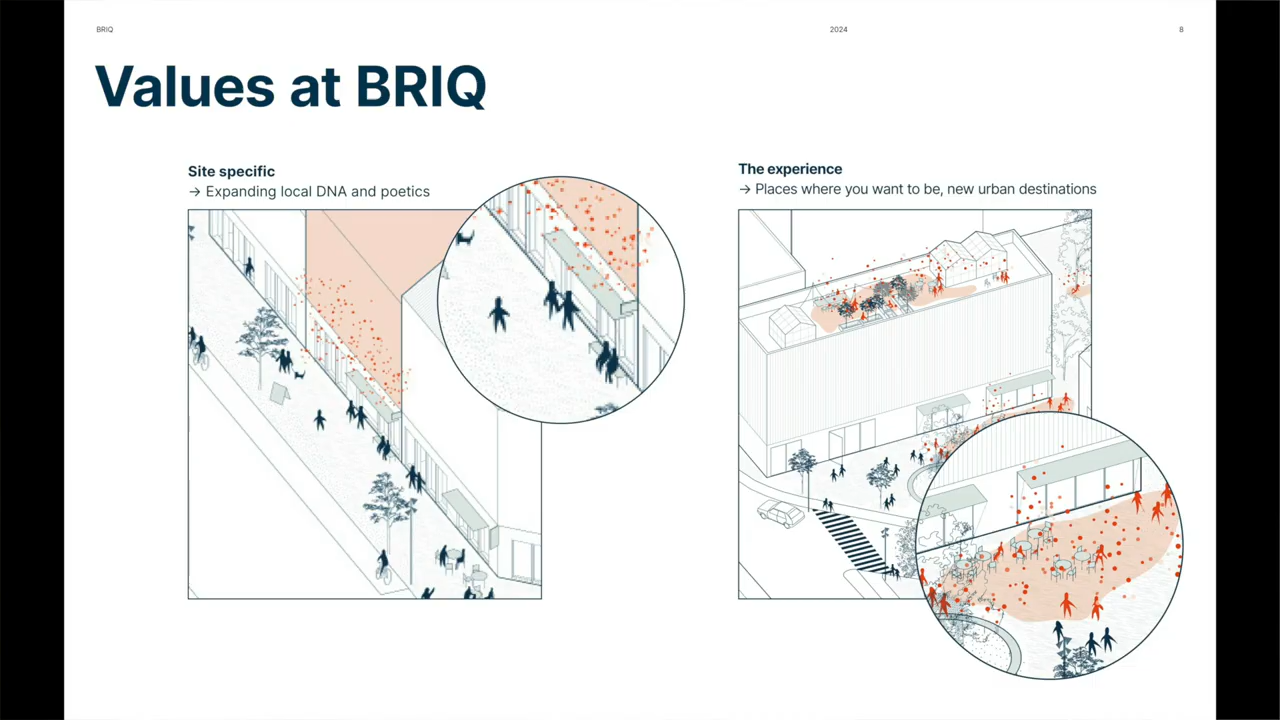 BRIQ
2024
8
Values at BRIQ
Site specific
→ Expanding local DNA and poetics
The experience
→ Places where you want to be, new urban destinations